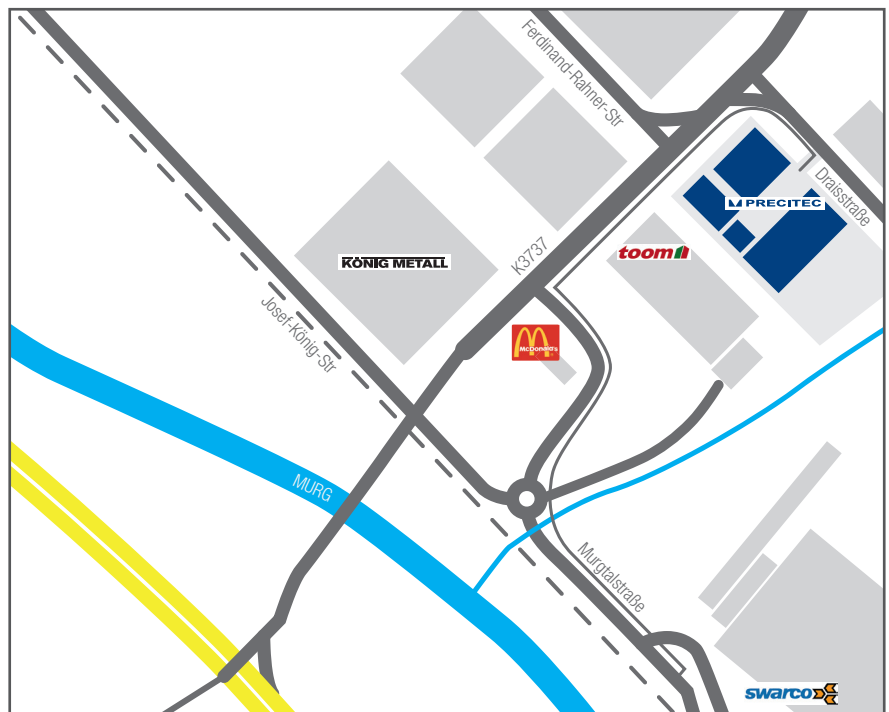 Ferdinand-Rahner-Str
Draisstraße
PRECITEC
K3737
toom
KÖNIG METALL
Josef-König-Str
McDonald's
MURG
Murgtalstraße
swarco